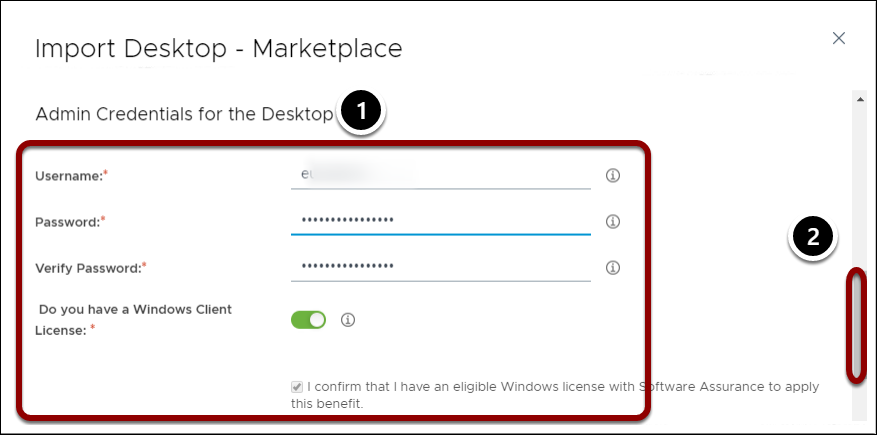 Import Desktop - Marketplace
Admin Credentials for the Desktop
1
Username:*
Password:*
••••••••••••••••
2
Verify Password:*
••••••••••••••••
Do you have a Windows Client
License: *
I confirm that I have an eligible Windows license with Software Assurance to apply
this benefit.